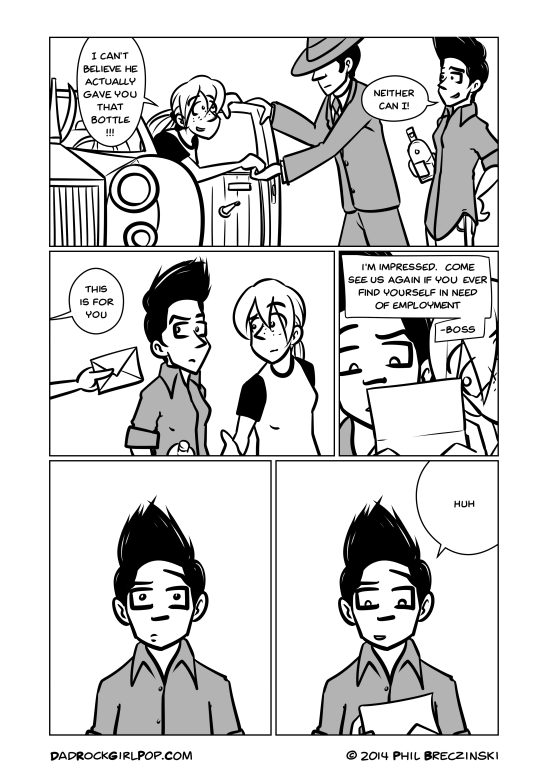 I CAN'T
BELIEVE HE
ACTUALLY
GAVE YOU
THAT
BOTTLE
!!!
NEITHER
CAN I!
THIS
IS FOR
YOU
I'M IMPRESSED. COME
SEE US AGAIN IF YOU EVER
FIND YOURSELF IN NEED
OF EMPLOYMENT
-BOSS
HUH
DADROCKGIRLPOP.COM
© 2014 PHIL BRECZINSKI